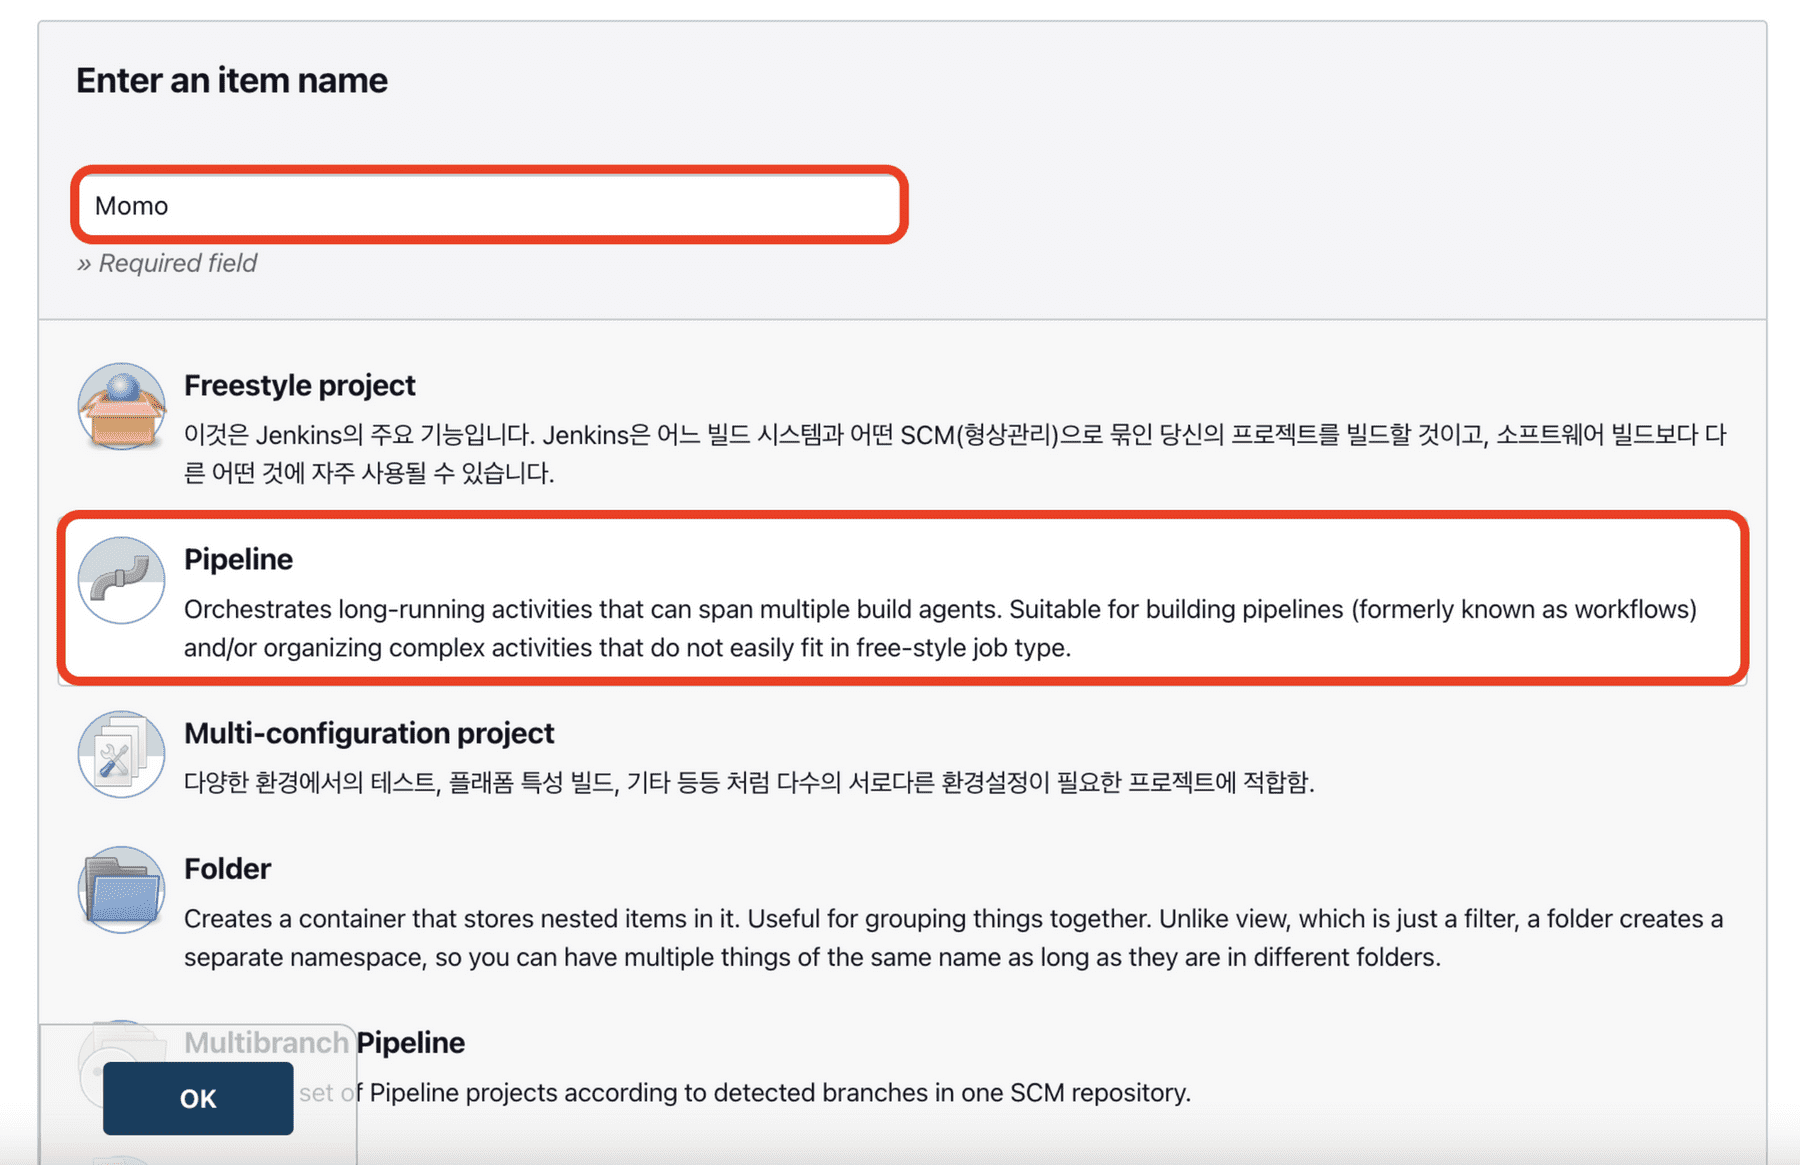 Enter an item name
Momo
» Required field
Freestyle project
이것은 Jenkins의 주요 기능입니다. Jenkins은 어느 빌드 시스템과 어떤 SCM(형상관리)으로 묶인 당신의 프로젝트를 빌드할 것이고, 소프트웨어 빌드보다 다
른 어떤 것에 자주 사용될 수 있습니다.
Pipeline
Orchestrates long-running activities that can span multiple build agents. Suitable for building pipelines (formerly known as workflows)
and/or organizing complex activities that do not easily fit in free-style job type.
Multi-configuration project
다양한 환경에서의 테스트, 플래폼 특성 빌드, 기타 등등 처럼 다수의 서로다른 환경설정이 필요한 프로젝트에 적합함.
Folder
Creates a container that stores nested items in it. Useful for grouping things together. Unlike view, which is just a filter, a folder creates a
separate namespace, so you can have multiple things of the same name as long as they are in different folders.
Multibranch Pipeline
set of Pipeline projects according to detected branches in one SCM repository.
OK